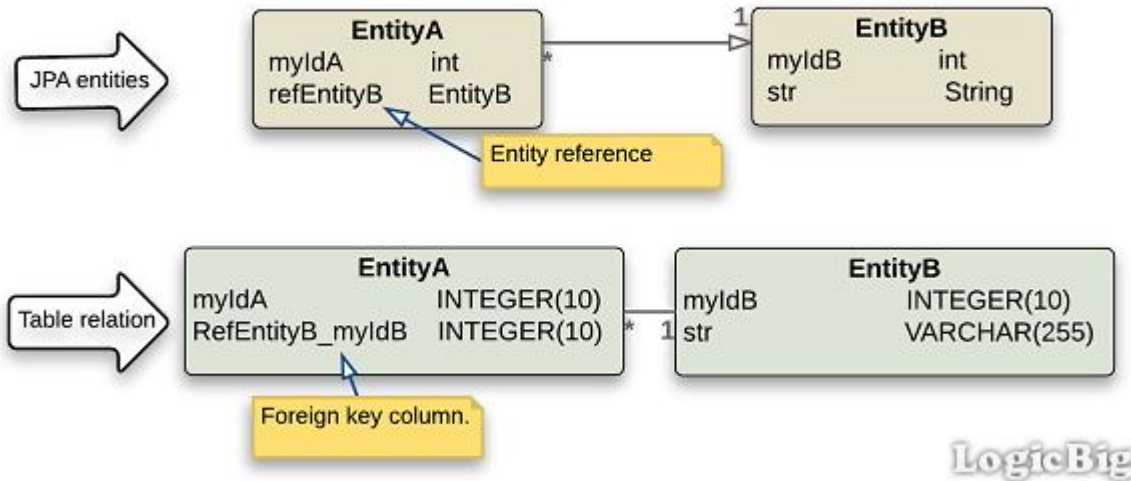 JPA entities
EntityA
myIdA int
refEntityB EntityB
*
1
EntityB
myIdB int
str String
Entity reference
Table relation
EntityA
myIdA INTEGER(10)
RefEntityB_myIdB INTEGER(10)
*
1
EntityB
myIdB INTEGER(10)
str VARCHAR(255)
Foreign key column.
LogicBig